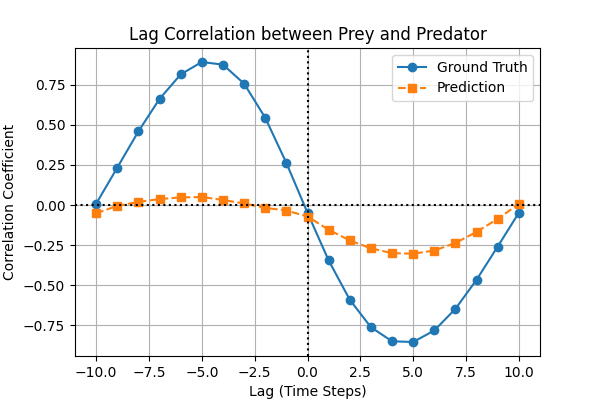 Lag Correlation between Prey and Predator
Ground Truth
Prediction
Correlation Coefficient
0.75
0.50
0.25
0.00
−0.25
−0.50
−0.75
−10.0 −7.5 −5.0 −2.5 0.0 2.5 5.0 7.5 10.0
Lag (Time Steps)